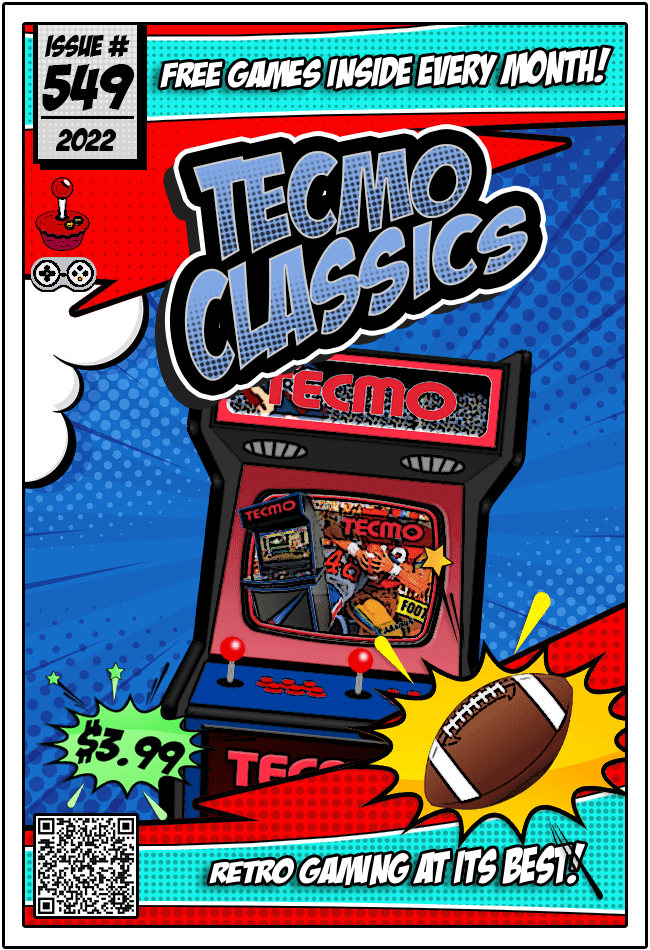 ISSUE #
549
2022
FREE GAMES INSIDE EVERY MONTH!
TECMO
CLASSICS
TECMO
TECMO
TECMO
FOOT
$3.99
RETRO GAMING AT ITS BEST!